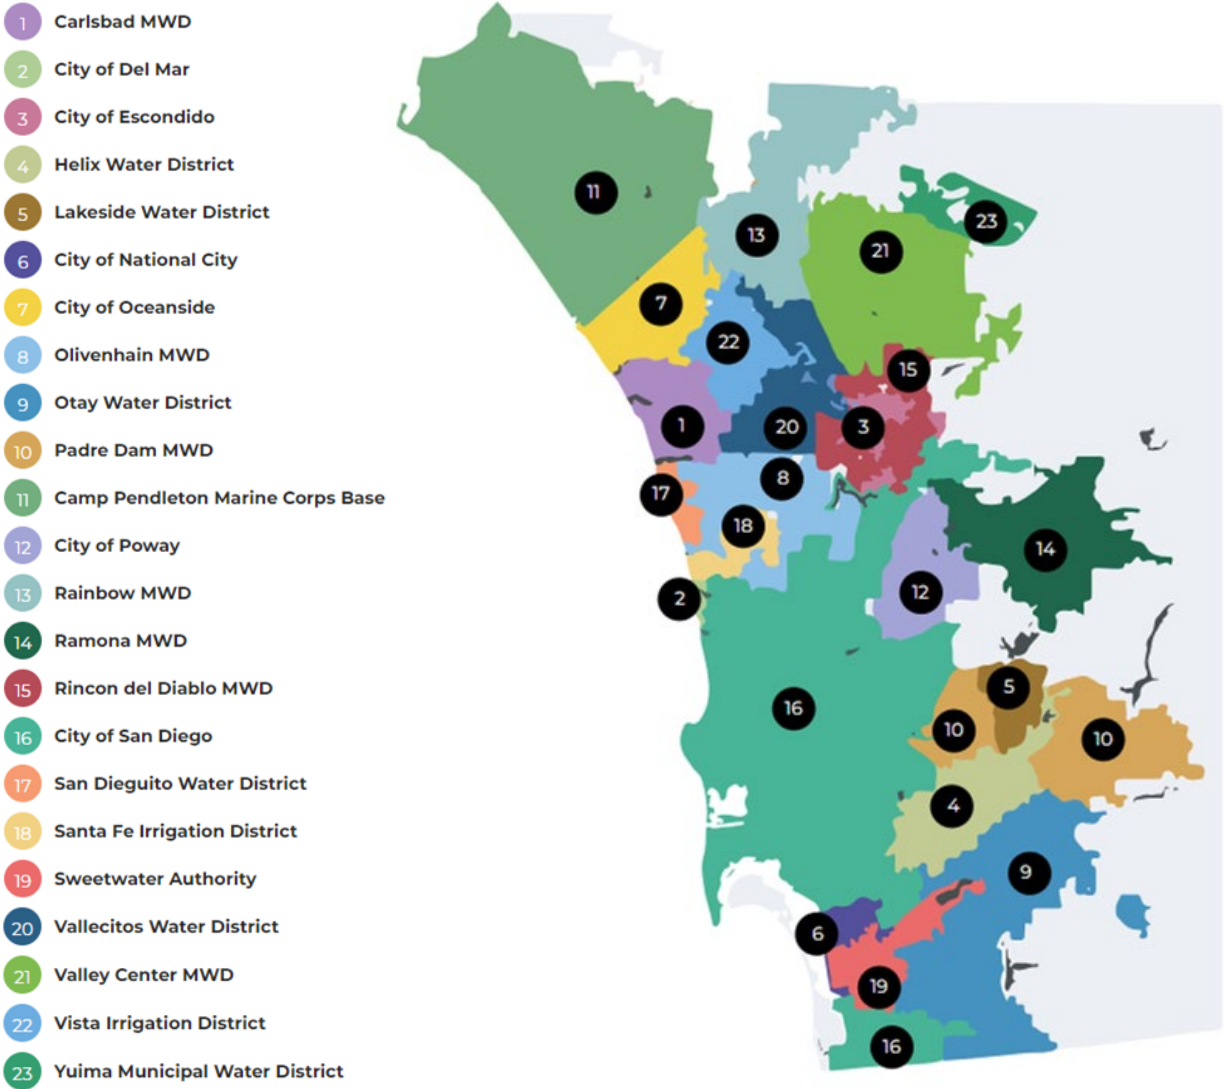 1 Carlsbad MWD
2 City of Del Mar
3 City of Escondido
4 Helix Water District
5 Lakeside Water District
6 City of National City
7 City of Oceanside
8 Olivenhain MWD
9 Otay Water District
10 Padre Dam MWD
11 Camp Pendleton Marine Corps Base
12 City of Poway
13 Rainbow MWD
14 Ramona MWD
15 Rincon del Diablo MWD
16 City of San Diego
17 San Dieguito Water District
18 Santa Fe Irrigation District
19 Sweetwater Authority
20 Vallecitos Water District
21 Valley Center MWD
22 Vista Irrigation District
23 Yuima Municipal Water District
11
23
13
21
7
22
15
1
20
3
8
17
18
14
12
2
5
16
10
10
4
9
6
19
16